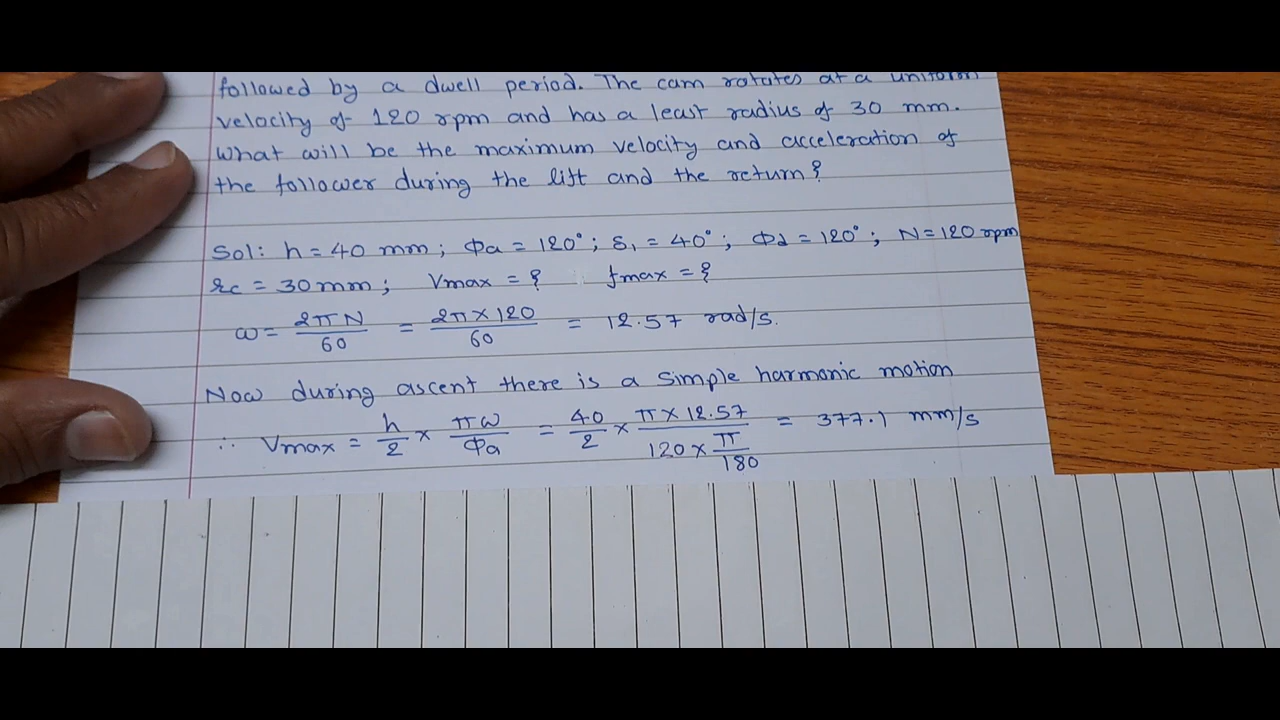 followed by a dwell period. The cam rotates at a uniform
velocity of 120 rpm and has a least radius of 30 mm.
What will be the maximum velocity and acceleration of
the follower during the lift and the return?
Sol: h = 40 mm; Φa = 120°; δ₁ = 40°; Φd = 120°; N = 120 rpm
rc = 30 mm; Vmax = ? fmax = ?
ω = 2πN/60 = 2π×120/60 = 12.57 rad/s.
Now during ascent there is a simple harmonic motion
∴ Vmax = h/2 × πω/Φa = 40/2 × π×12.57/(120×π/180) = 377.1 mm/s